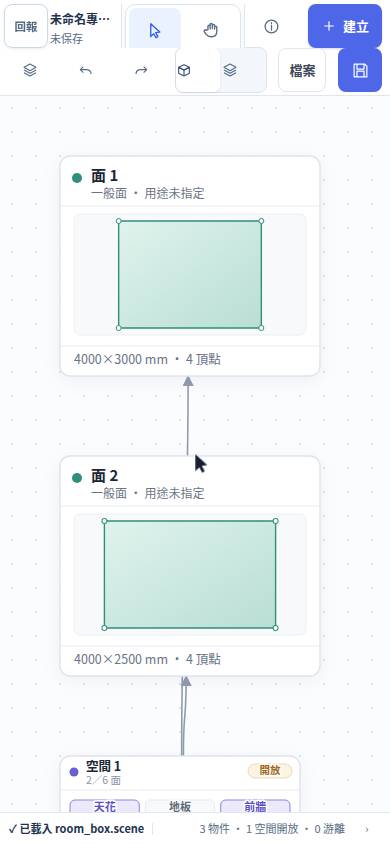 回報
未命名專…
未保存
建立
檔案
面 1
一般面 · 用途未指定
4000×3000 mm · 4 頂點
面 2
一般面 · 用途未指定
4000×2500 mm · 4 頂點
空間 1
2／6 面
開放
天花
地板
前牆
✓ 已載入 room_box.scene
3 物件 · 1 空間開放 · 0 游離